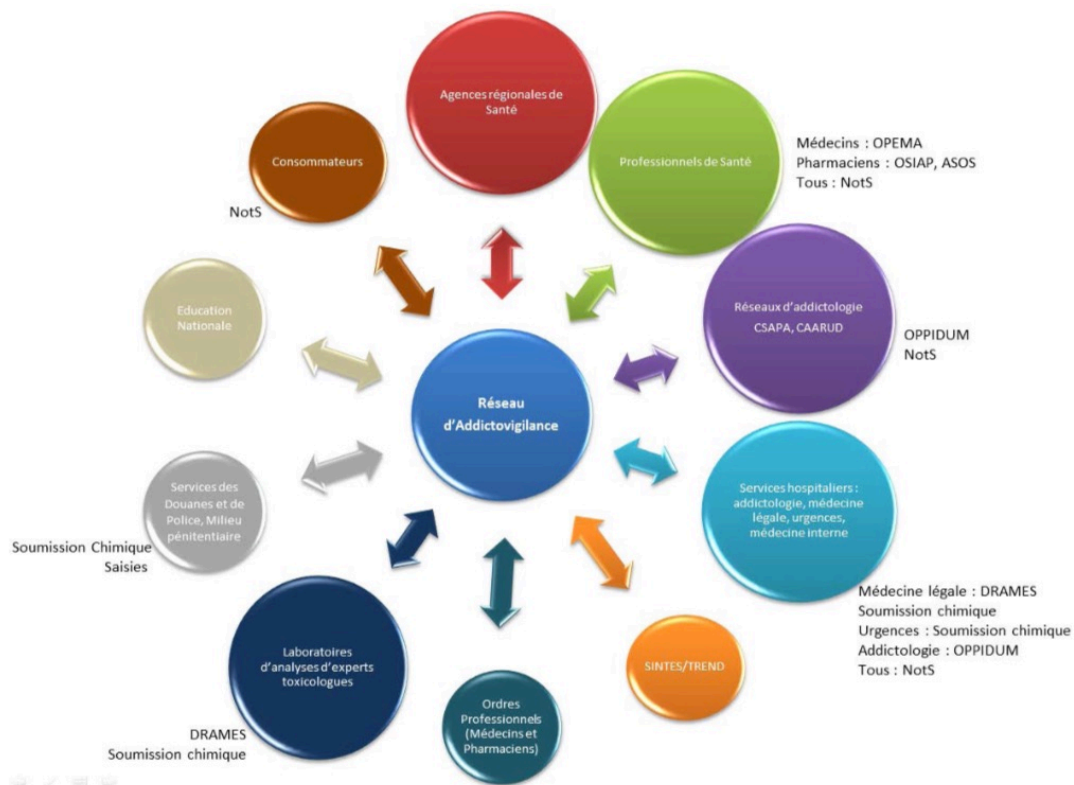 Agences régionales de
Santé
Consommateurs
NotS
Professionnels de Santé
Médecins : OPEMA
Pharmaciens : OSIAP, ASOS
Tous : NotS
Education
Nationale
Réseaux d'addictologie
CSAPA, CAARUD
OPPIDUM
NotS
Réseau
d'Addictovigilance
Services des
Douanes et de
Police, Milieu
pénitentiaire
Soumission Chimique
Saisies
Services hospitaliers :
addictologie, médecine
légale, urgences,
médecine interne
Médecine légale : DRAMES
Soumission chimique
Urgences : Soumission chimique
Addictologie : OPPIDUM
Tous : NotS
Laboratoires
d'analyses d'experts
toxicologues
DRAMES
Soumission chimique
Ordres
Professionnels
(Médecins et
Pharmaciens)
SINTES/TREND